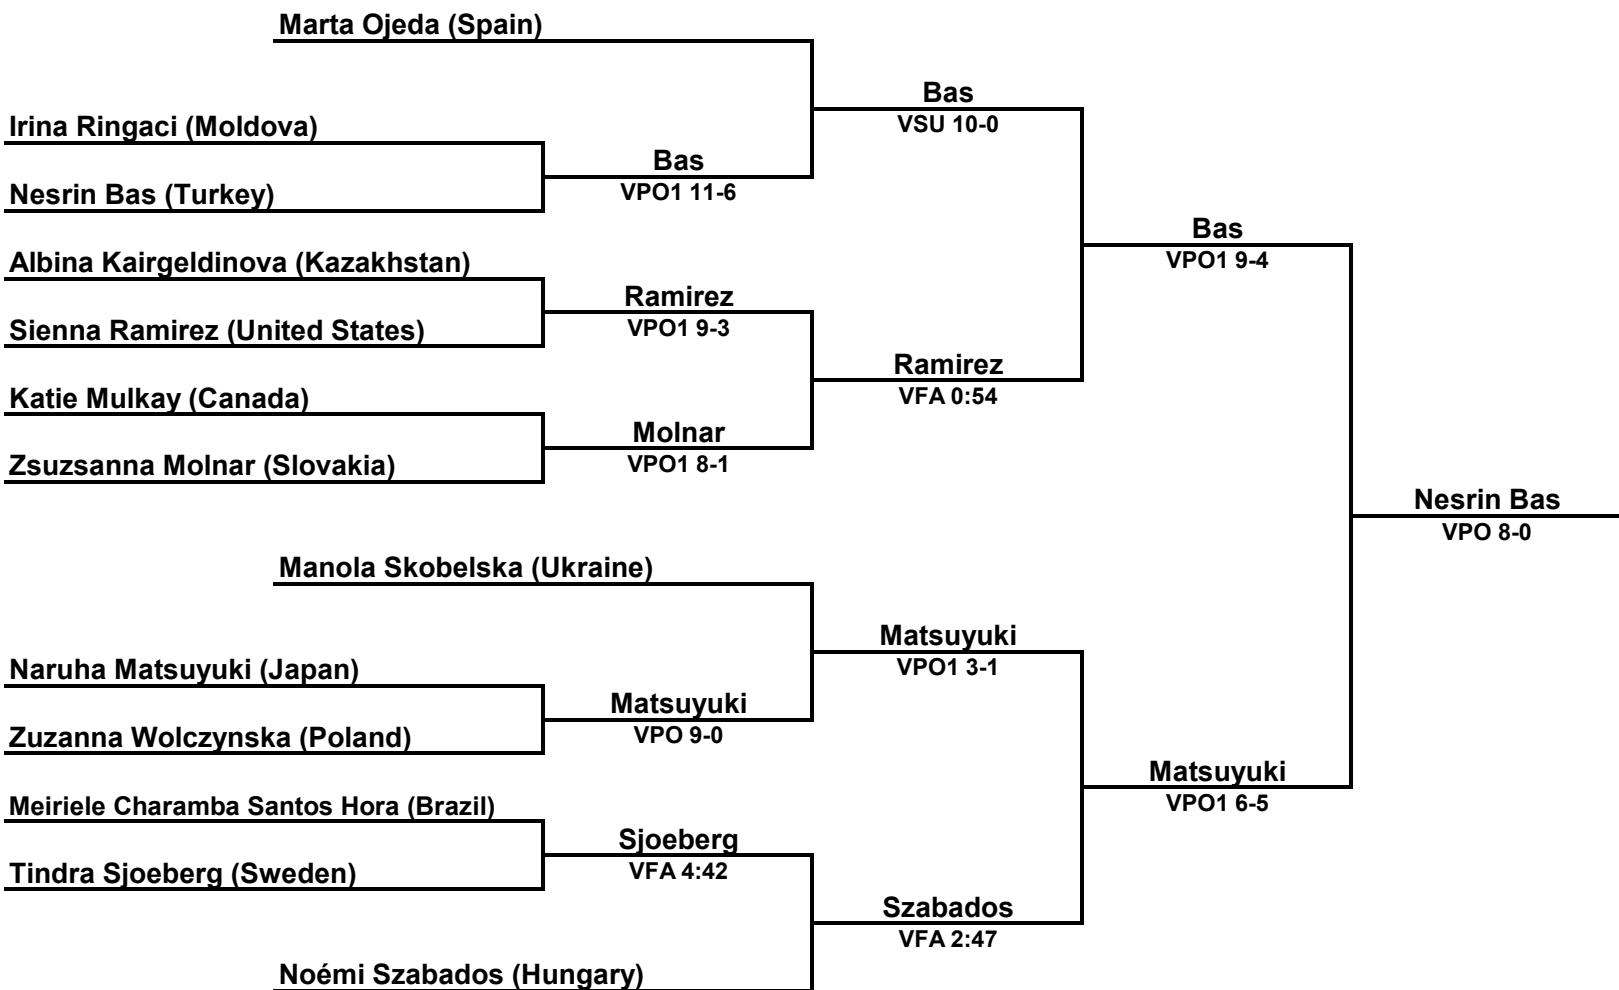 Marta Ojeda (Spain)
Bas
VSU 10-0
Irina Ringaci (Moldova)
Bas
VPO1 11-6
Nesrin Bas (Turkey)
Bas
VPO1 9-4
Albina Kairgeldinova (Kazakhstan)
Ramirez
VPO1 9-3
Sienna Ramirez (United States)
Ramirez
VFA 0:54
Katie Mulkay (Canada)
Molnar
VPO1 8-1
Zsuzsanna Molnar (Slovakia)
Nesrin Bas
VPO 8-0
Manola Skobelska (Ukraine)
Matsuyuki
VPO1 3-1
Naruha Matsuyuki (Japan)
Matsuyuki
VPO 9-0
Zuzanna Wolczynska (Poland)
Matsuyuki
VPO1 6-5
Meiriele Charamba Santos Hora (Brazil)
Sjoeberg
VFA 4:42
Tindra Sjoeberg (Sweden)
Szabados
VFA 2:47
Noémi Szabados (Hungary)